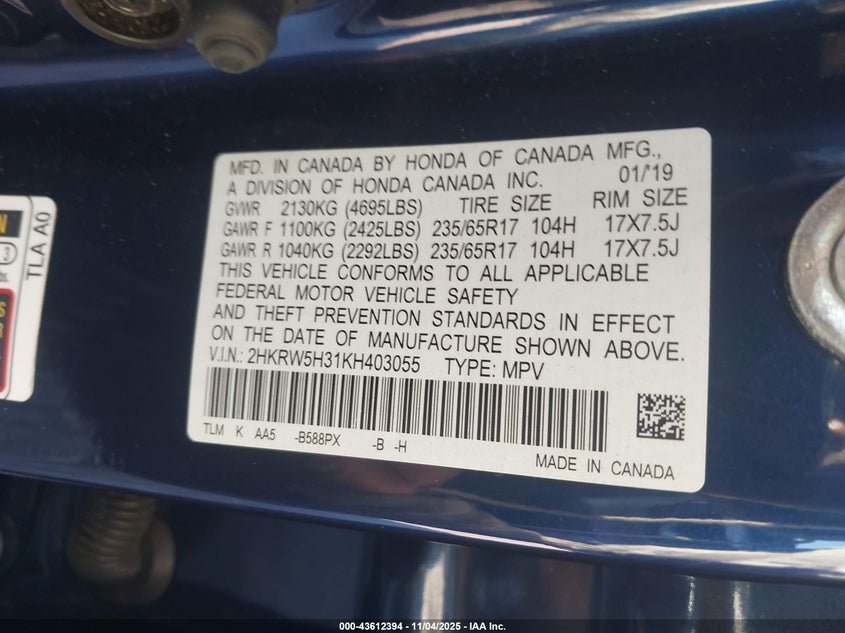 MFD. IN CANADA BY HONDA OF CANADA MFG.,
A DIVISION OF HONDA CANADA INC. 01/'19
GVWR 2130KG (4695LBS) TIRE SIZE RIM SIZE
GAWR F 1100KG (2425LBS) 235/65R17 104H 17X7.5J
GAWR R 1040KG (2292LBS) 235/65R17 104H 17X7.5J
THIS VEHICLE CONFORMS TO ALL APPLICABLE
FEDERAL MOTOR VEHICLE SAFETY
AND THEFT PREVENTION STANDARDS IN EFFECT
ON THE DATE OF MANUFACTURE SHOWN ABOVE.
V.I.N.: 2HKRW5H31KH403055 TYPE: MPV
TLM K AA5 -B588PX -B -H
MADE IN CANADA
TLA A0
3
000-43612394 - 11/04/2025 - IAA Inc.